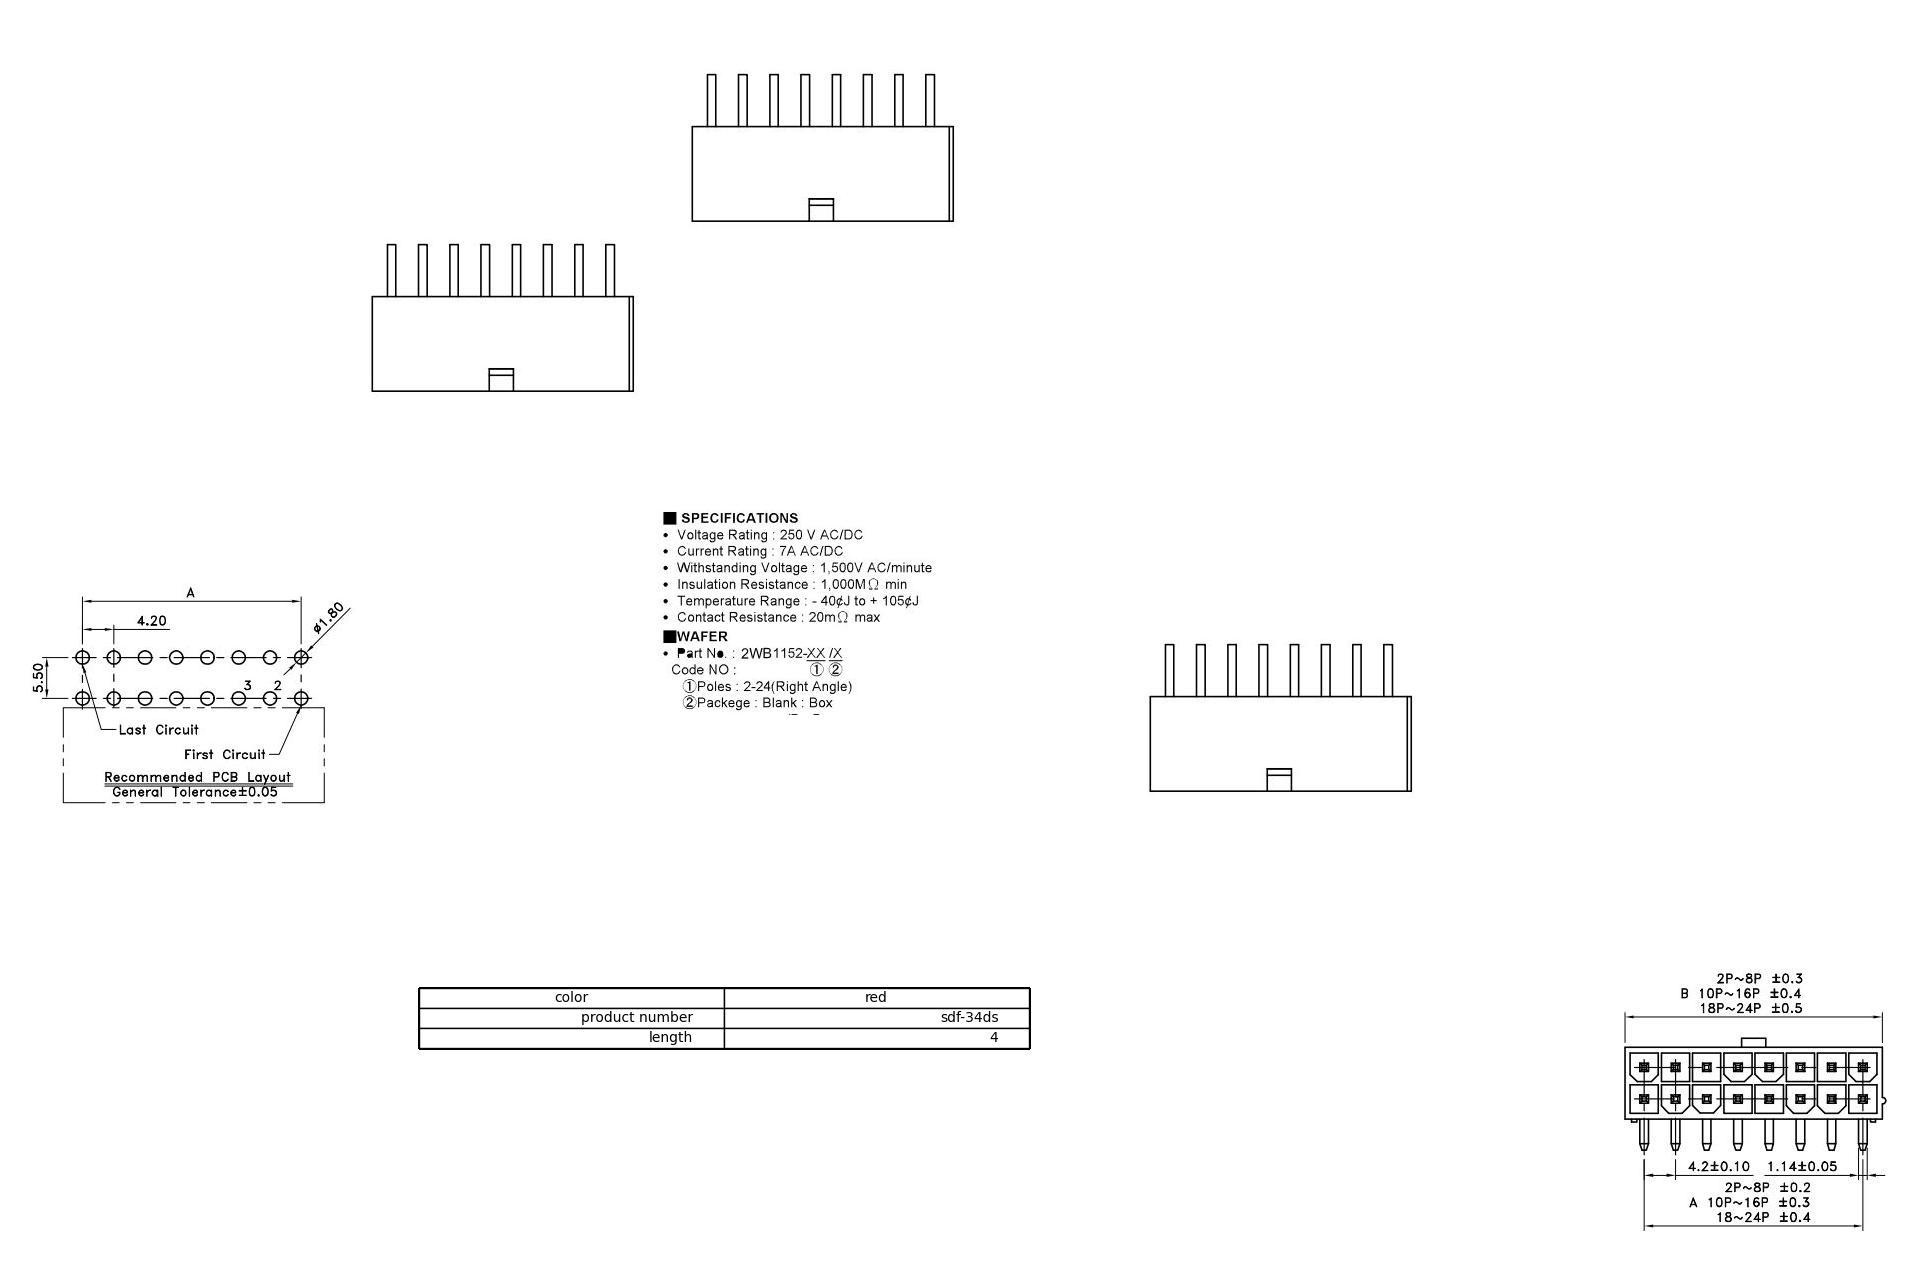 ■ SPECIFICATIONS
• Voltage Rating : 250 V AC/DC
• Current Rating : 7A AC/DC
• Withstanding Voltage : 1,500V AC/minute
• Insulation Resistance : 1,000MΩ min
• Temperature Range : - 40¢J to + 105¢J
• Contact Resistance : 20mΩ max
■WAFER
• Part No. : 2WB1152-XX /X
Code NO : ① ②
①Poles : 2-24(Right Angle)
②Packege : Blank : Box
A
4.20
ø1.80
5.50
3 2
Last Circuit
First Circuit
Recommended PCB Layout
General Tolerance±0.05
color red
product number sdf-34ds
length 4
2P~8P ±0.3
B 10P~16P ±0.4
18P~24P ±0.5
4.2±0.10 1.14±0.05
2P~8P ±0.2
A 10P~16P ±0.3
18~24P ±0.4